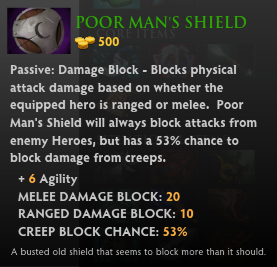 POOR MAN'S SHIELD
CORE ITEMS
500
Passive: Damage Block - Blocks physical
attack damage based on whether the
equipped hero is ranged or melee. Poor
Man's Shield will always block attacks from
enemy Heroes, but has a 53% chance to
block damage from creeps.
+ 6 Agility
MELEE DAMAGE BLOCK: 20
RANGED DAMAGE BLOCK: 10
CREEP BLOCK CHANCE: 53%
A busted old shield that seems to block more than it should.